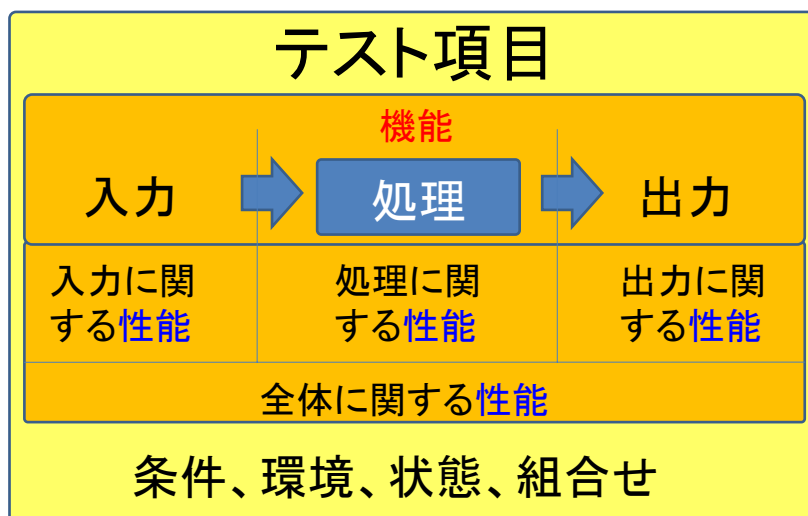 テスト項目
機能
入力
処理
出力
入力に関
する性能
処理に関
する性能
出力に関
する性能
全体に関する性能
条件、環境、状態、組合せ